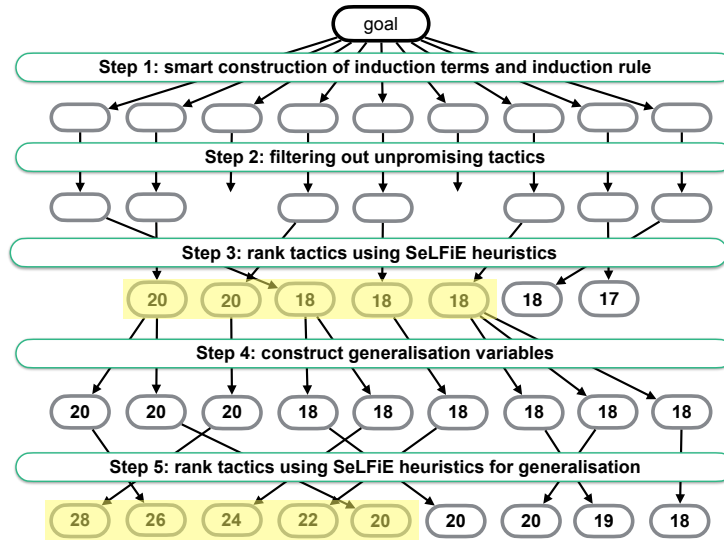 goal
Step 1: smart construction of induction terms and induction rule
Step 2: filtering out unpromising tactics
Step 3: rank tactics using SeLFiE heuristics
20 20 18 18 18 18 17
Step 4: construct generalisation variables
20 20 20 18 18 18 18 18 18
Step 5: rank tactics using SeLFiE heuristics for generalisation
28 26 24 22 20 20 20 19 18